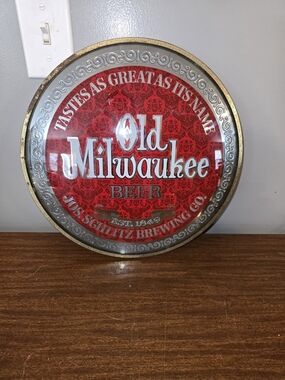 TASTES AS GREAT AS ITS NAME
Old
Milwaukee
BEER
EST. 1849
JOS. SCHLITZ BREWING CO.